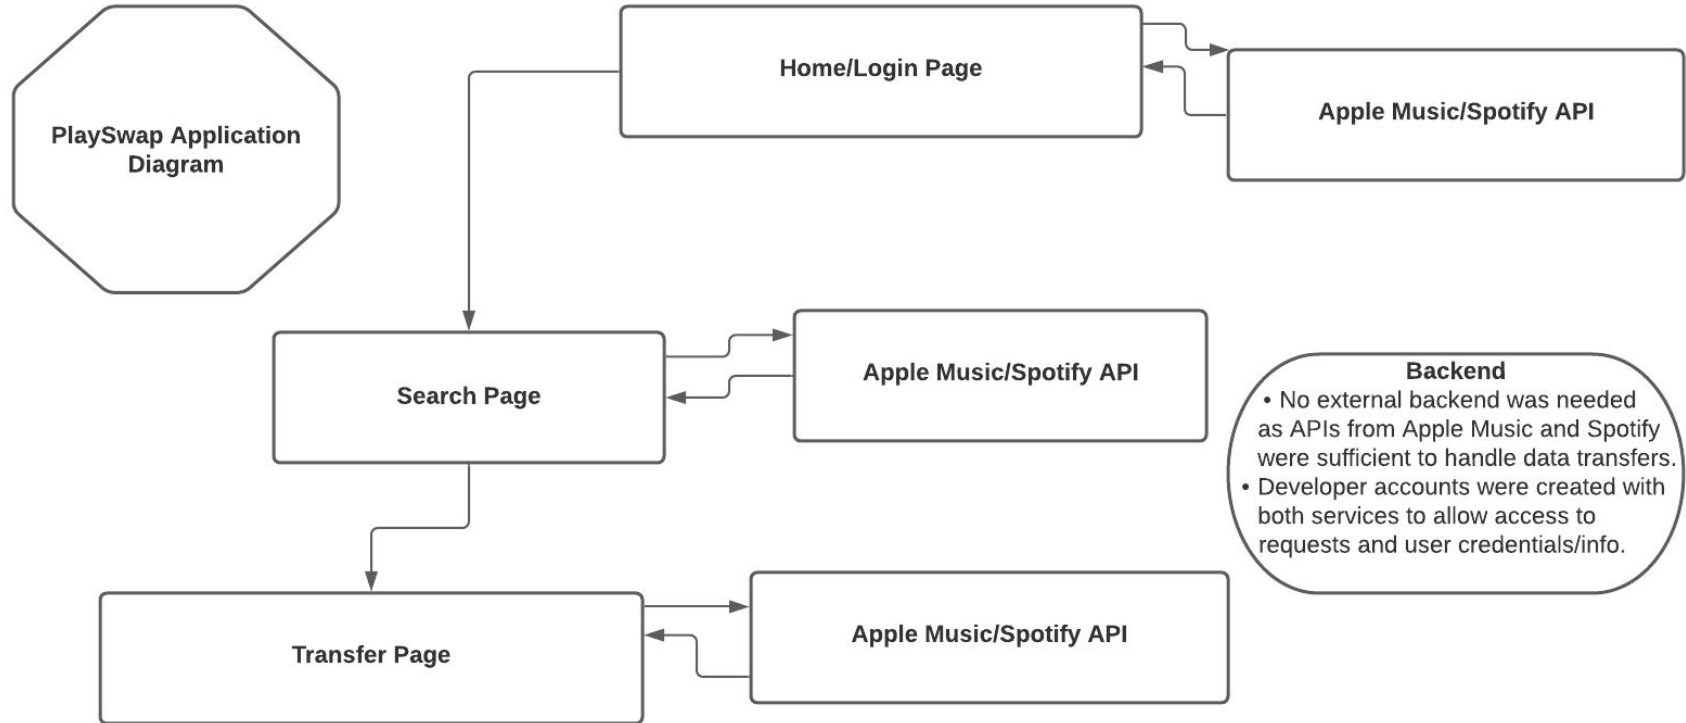 PlaySwap Application
Diagram
Home/Login Page
Apple Music/Spotify API
Search Page
Apple Music/Spotify API
Backend
• No external backend was needed
as APIs from Apple Music and Spotify
were sufficient to handle data transfers.
• Developer accounts were created with
both services to allow access to
requests and user credentials/info.
Transfer Page
Apple Music/Spotify API